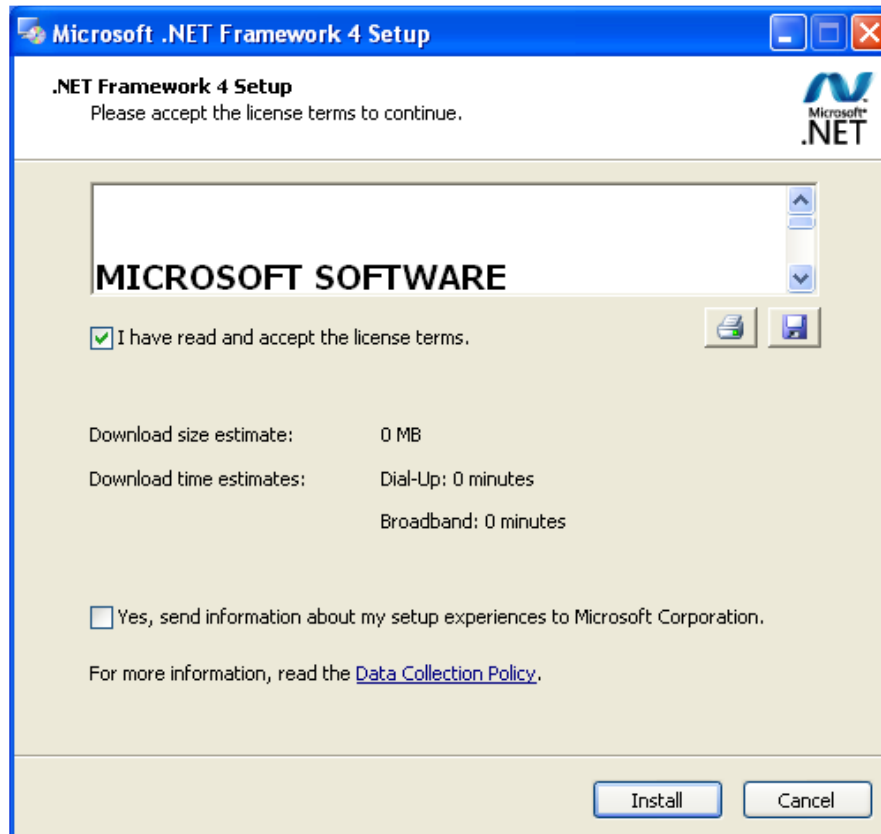 Microsoft .NET Framework 4 Setup
.NET Framework 4 Setup
Please accept the license terms to continue.
Microsoft®
.NET
MICROSOFT SOFTWARE
I have read and accept the license terms.
Download size estimate: 0 MB
Download time estimates: Dial-Up: 0 minutes
Broadband: 0 minutes
Yes, send information about my setup experiences to Microsoft Corporation.
For more information, read the Data Collection Policy.
Install Cancel